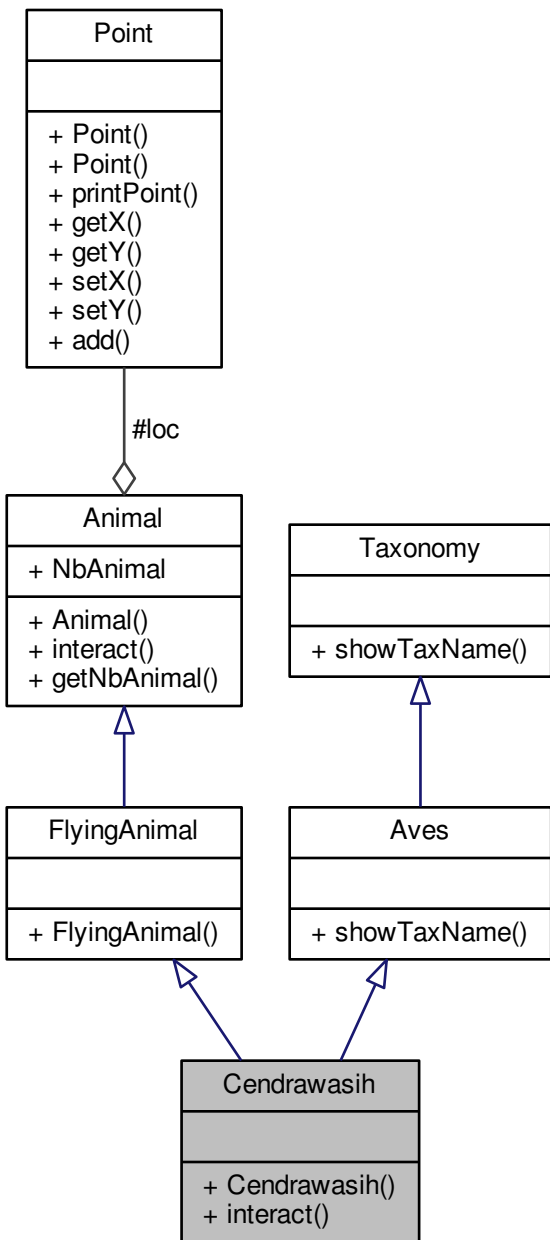 Point
+ Point()
+ Point()
+ printPoint()
+ getX()
+ getY()
+ setX()
+ setY()
+ add()
#loc
Animal
+ NbAnimal
+ Animal()
+ interact()
+ getNbAnimal()
Taxonomy
+ showTaxName()
FlyingAnimal
+ FlyingAnimal()
Aves
+ showTaxName()
Cendrawasih
+ Cendrawasih()
+ interact()